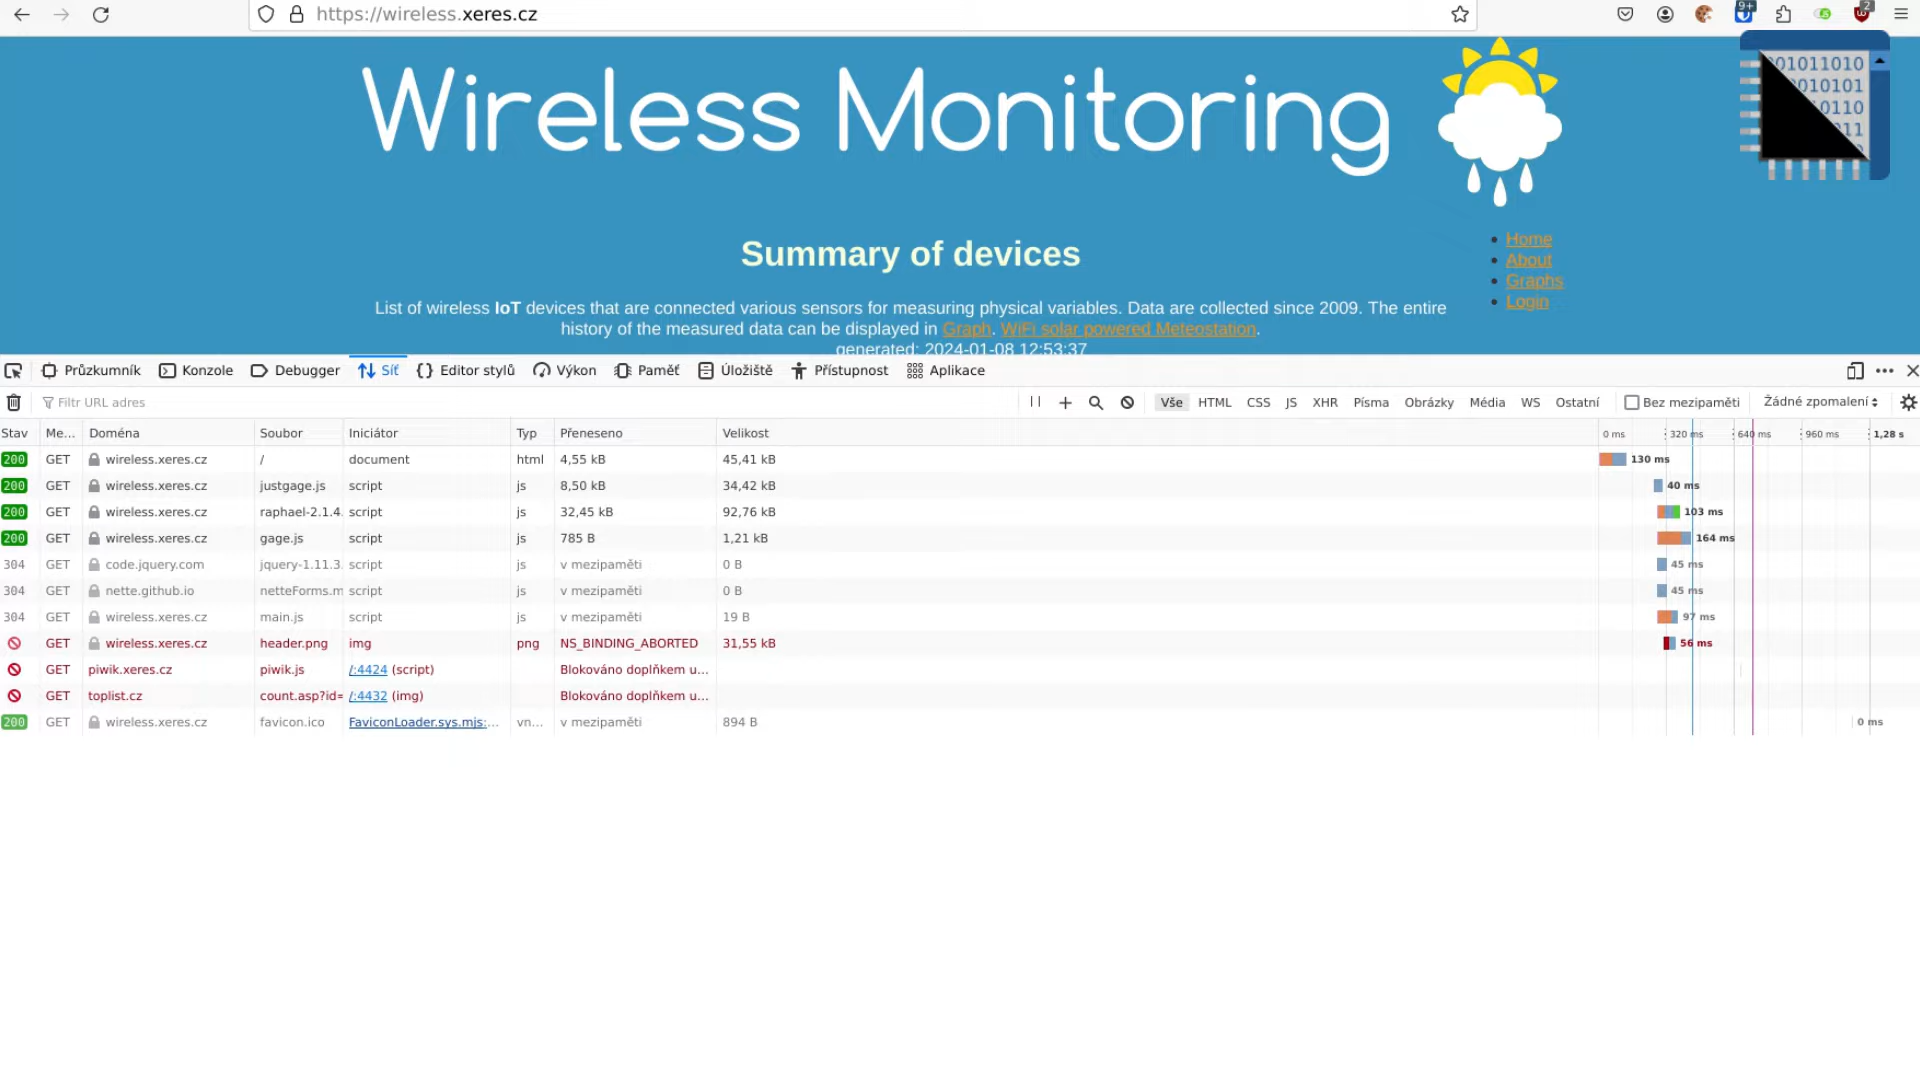 https://wireless.xeres.cz
9+
2
Wireless Monitoring
Summary of devices
List of wireless IoT devices that are connected various sensors for measuring physical variables. Data are collected since 2009. The entire
history of the measured data can be displayed in Graph. WiFi solar powered Meteostation.
generated: 2024-01-08 12:53:37
Home
About
Graphs
Login
Průzkumník Konzole Debugger Síť Editor stylů Výkon Paměť Úložiště Přístupnost Aplikace
Filtr URL adres
Vše HTML CSS JS XHR Písma Obrázky Média WS Ostatní Bez mezipaměti Žádné zpomalení
Stav Me... Doména Soubor Iniciátor Typ Přeneseno Velikost 0 ms 320 ms 640 ms 960 ms 1,28 s
200 GET wireless.xeres.cz / document html 4,55 kB 45,41 kB 130 ms
200 GET wireless.xeres.cz justgage.js script js 8,50 kB 34,42 kB 40 ms
200 GET wireless.xeres.cz raphael-2.1.4. script js 32,45 kB 92,76 kB 103 ms
200 GET wireless.xeres.cz gage.js script js 785 B 1,21 kB 164 ms
304 GET code.jquery.com jquery-1.11.3. script js v mezipaměti 0 B 45 ms
304 GET nette.github.io netteForms.m script js v mezipaměti 0 B 45 ms
304 GET wireless.xeres.cz main.js script js v mezipaměti 19 B 97 ms
GET wireless.xeres.cz header.png img png NS_BINDING_ABORTED 31,55 kB 56 ms
GET piwik.xeres.cz piwik.js /:4424 (script) Blokováno doplňkem u...
GET toplist.cz count.asp?id= /:4432 (img) Blokováno doplňkem u...
200 GET wireless.xeres.cz favicon.ico FaviconLoader.sys.mjs:... vn... v mezipaměti 894 B 0 ms